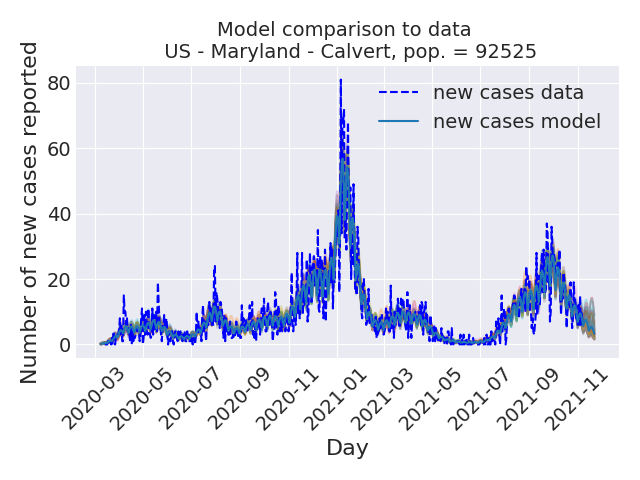 Model comparison to data
US - Maryland - Calvert, pop. = 92525
Number of new cases reported
80
60
40
20
0
new cases data
new cases model
2020-03
2020-05
2020-07
2020-09
2020-11
2021-01
2021-03
2021-05
2021-07
2021-09
2021-11
Day